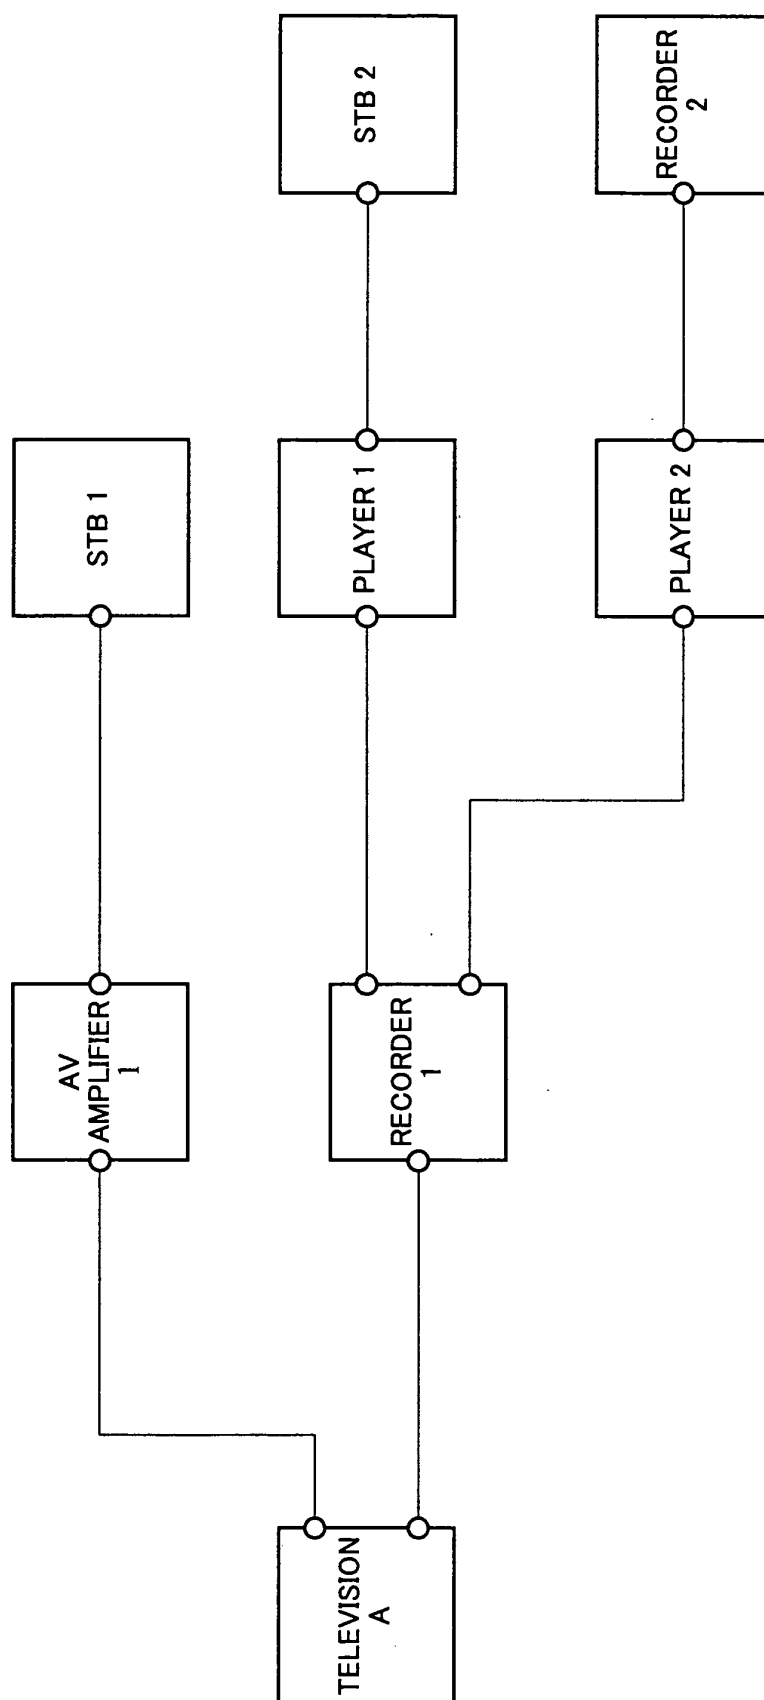 TELEVISION
A
AV
AMPLIFIER
1
STB 1
RECORDER
1
PLAYER 1
STB 2
PLAYER 2
RECORDER
2